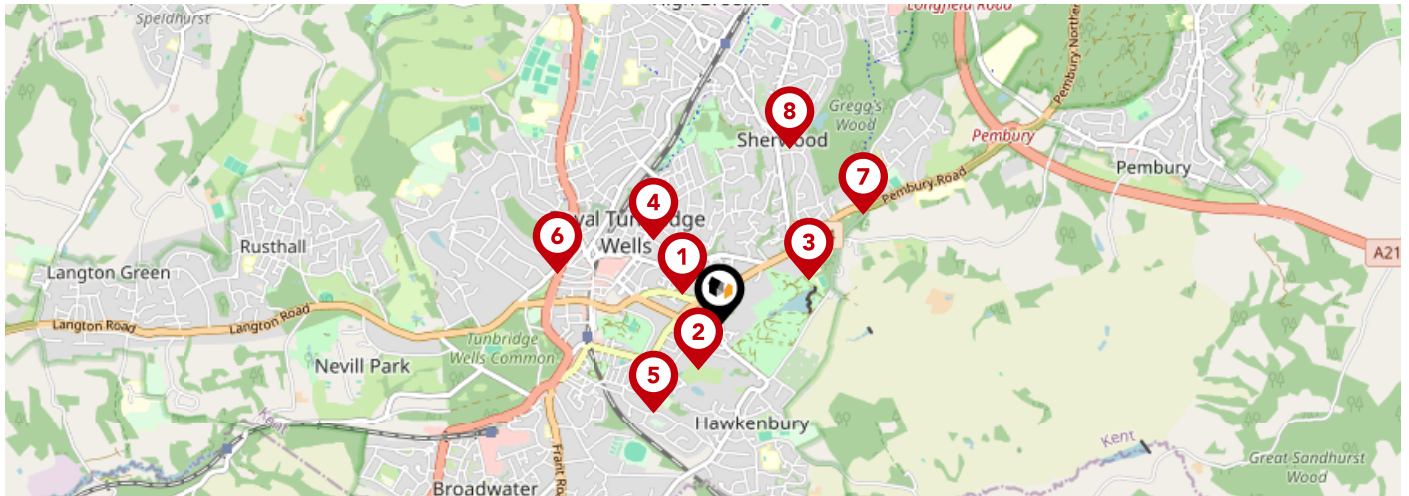 Speldhurst
Longfield Road
Pembury Norther
8
Gregg's
Wood
Sherwood
Pembury
Pembury
7
Pembury Road
4
6
Wells
3
Rusthall
1
A21
Langton Green
2
Langton Road
Langton Road
Tunbridge
Wells Common
Nevill Park
5
Hawkenbury
Kent
Kent
Frant Ro
Great Sandhurst
Wood
Broadwater